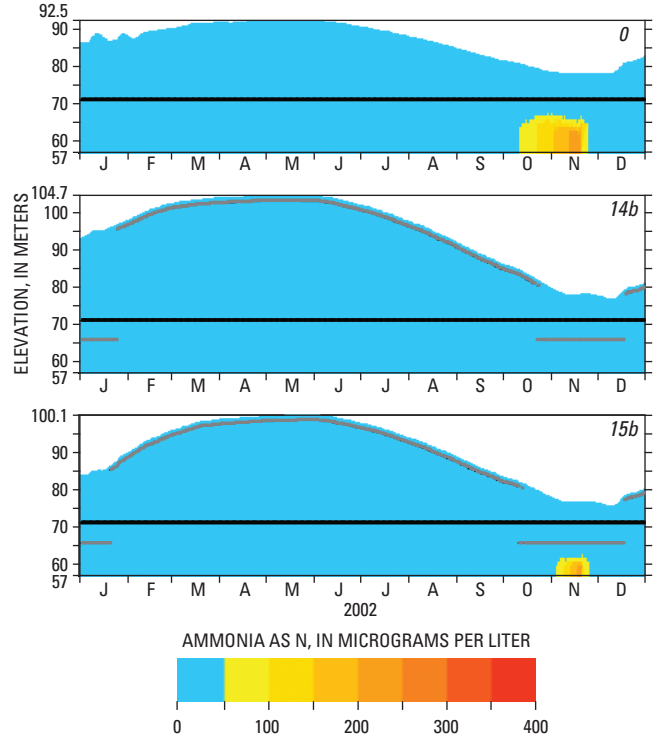 92.5
90
80
70
60
57
0
J F M A M J J A S O N D
104.7
100
90
80
70
60
57
14b
J F M A M J J A S O N D
ELEVATION, IN METERS
100.1
90
80
70
60
57
15b
J F M A M J J A S O N D
2002
AMMONIA AS N, IN MICROGRAMS PER LITER
0 100 200 300 400